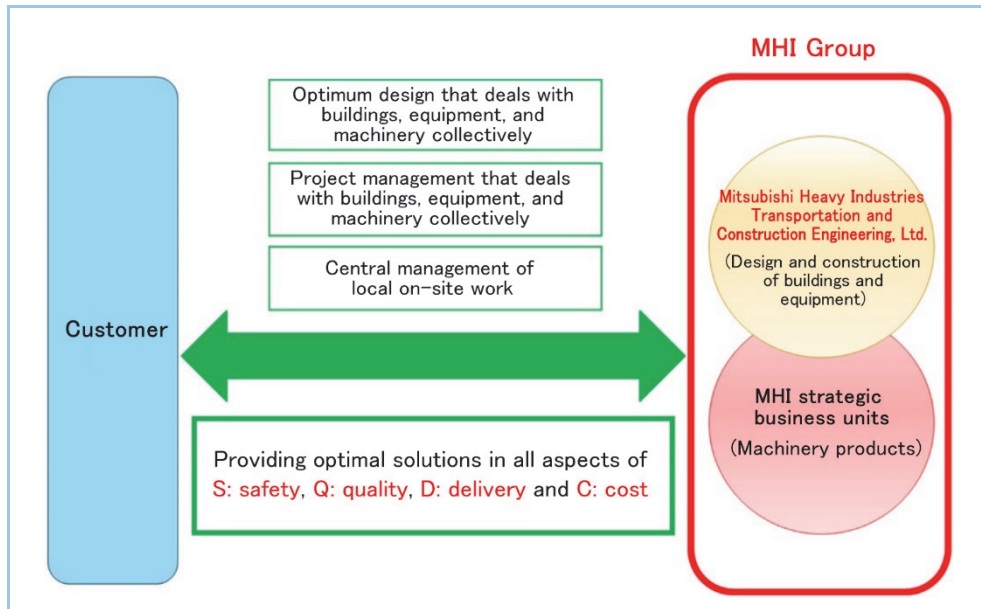 MHI Group
Optimum design that deals with
buildings, equipment, and
machinery collectively
Project management that deals
with buildings, equipment, and
machinery collectively
Central management of
local on-site work
Customer
Providing optimal solutions in all aspects of
S: safety, Q: quality, D: delivery and C: cost
Mitsubishi Heavy Industries
Transportation and
Construction Engineering, Ltd.
(Design and construction
of buildings and
equipment)
MHI strategic
business units
(Machinery products)